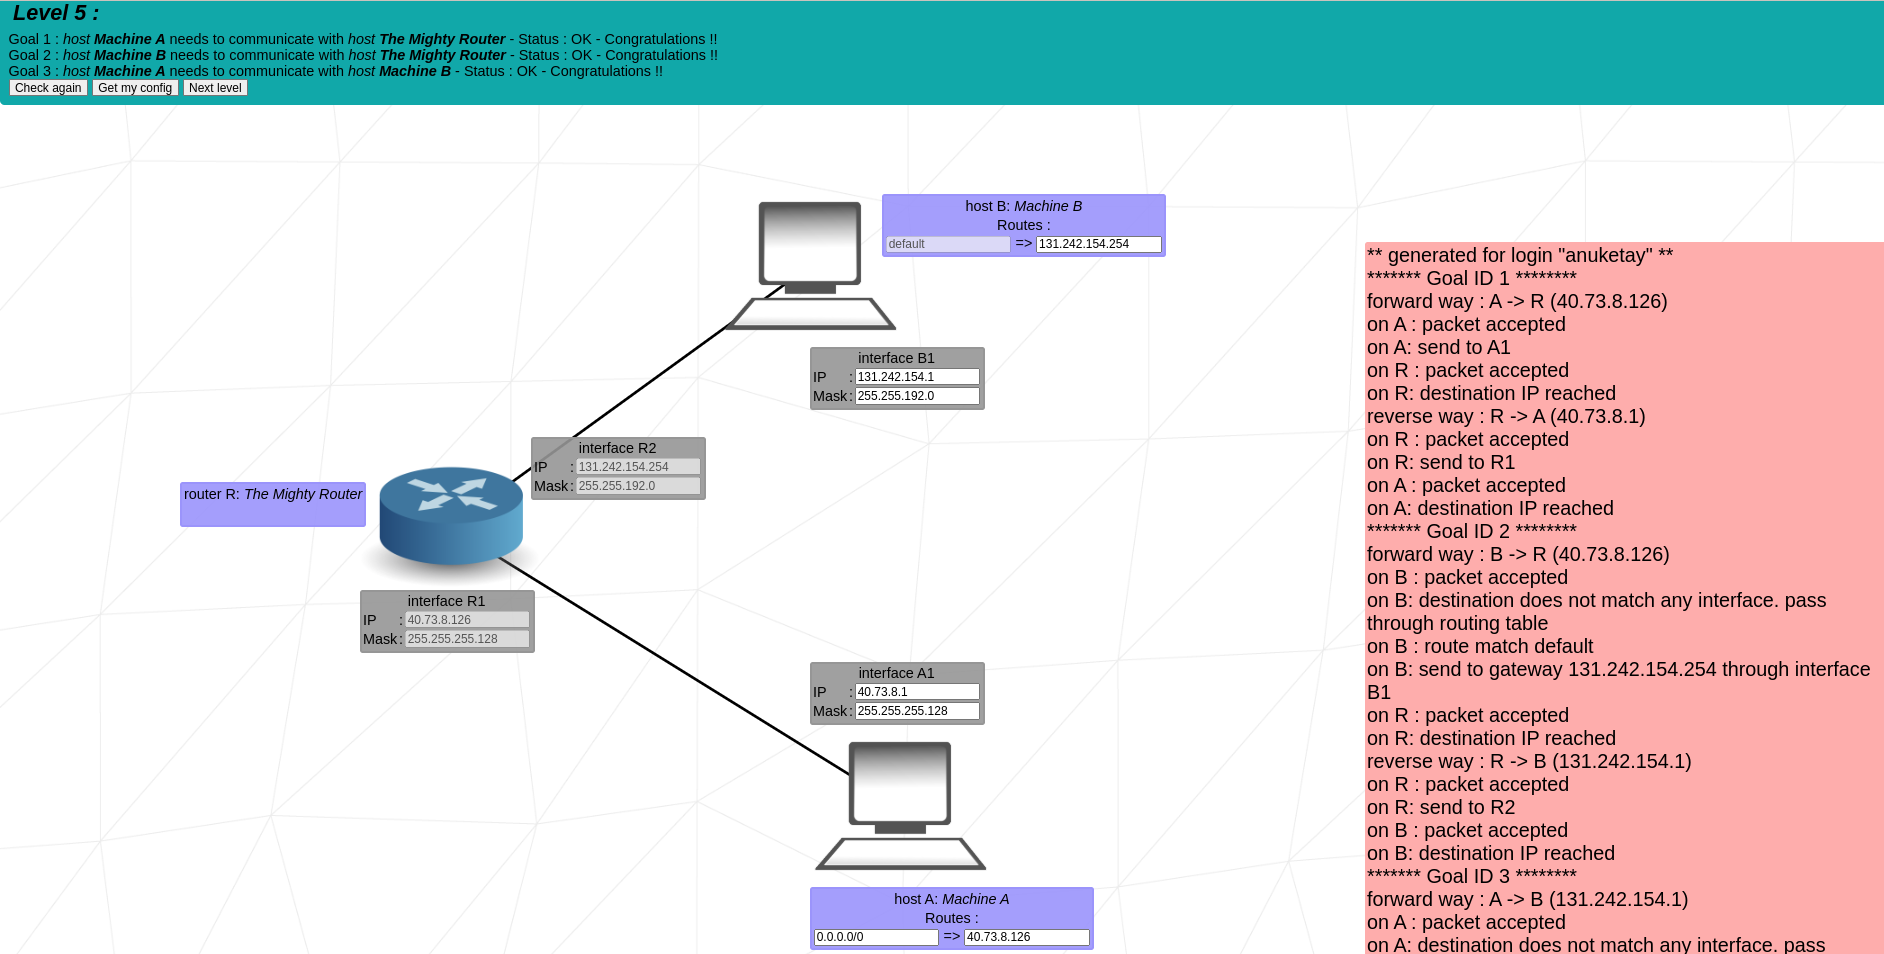 Level 5 :
Goal 1 : host Machine A needs to communicate with host The Mighty Router - Status : OK - Congratulations !!
Goal 2 : host Machine B needs to communicate with host The Mighty Router - Status : OK - Congratulations !!
Goal 3 : host Machine A needs to communicate with host Machine B - Status : OK - Congratulations !!
Check again Get my config Next level
host B: Machine B
Routes :
default => 131.242.154.254
interface B1
IP : 131.242.154.1
Mask : 255.255.192.0
interface R2
IP : 131.242.154.254
Mask : 255.255.192.0
router R: The Mighty Router
interface R1
IP : 40.73.8.126
Mask : 255.255.255.128
interface A1
IP : 40.73.8.1
Mask : 255.255.255.128
host A: Machine A
Routes :
0.0.0.0/0 => 40.73.8.126
** generated for login "anuketay" **
******* Goal ID 1 ********
forward way : A -> R (40.73.8.126)
on A : packet accepted
on A: send to A1
on R : packet accepted
on R: destination IP reached
reverse way : R -> A (40.73.8.1)
on R : packet accepted
on R: send to R1
on A : packet accepted
on A: destination IP reached
******* Goal ID 2 ********
forward way : B -> R (40.73.8.126)
on B : packet accepted
on B: destination does not match any interface. pass
through routing table
on B : route match default
on B: send to gateway 131.242.154.254 through interface
B1
on R : packet accepted
on R: destination IP reached
reverse way : R -> B (131.242.154.1)
on R : packet accepted
on R: send to R2
on B : packet accepted
on B: destination IP reached
******* Goal ID 3 ********
forward way : A -> B (131.242.154.1)
on A : packet accepted
on A: destination does not match any interface. pass